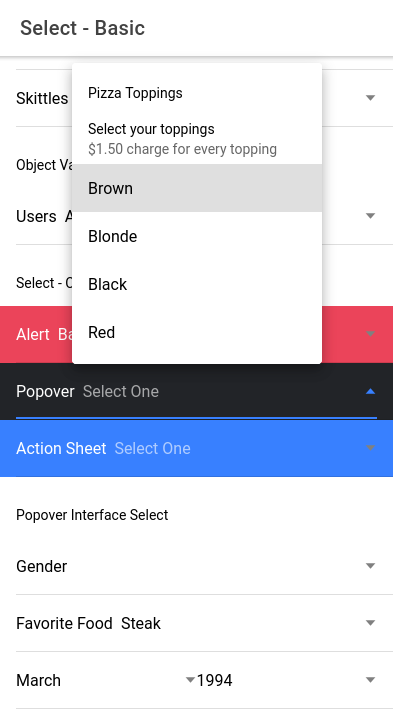 Select - Basic
Skittles
Pizza Toppings
Select your toppings
$1.50 charge for every topping
Object Va
Brown
Users A
Blonde
Select - C
Black
Alert Ba
Red
Popover Select One
Action Sheet Select One
Popover Interface Select
Gender
Favorite Food Steak
March 1994